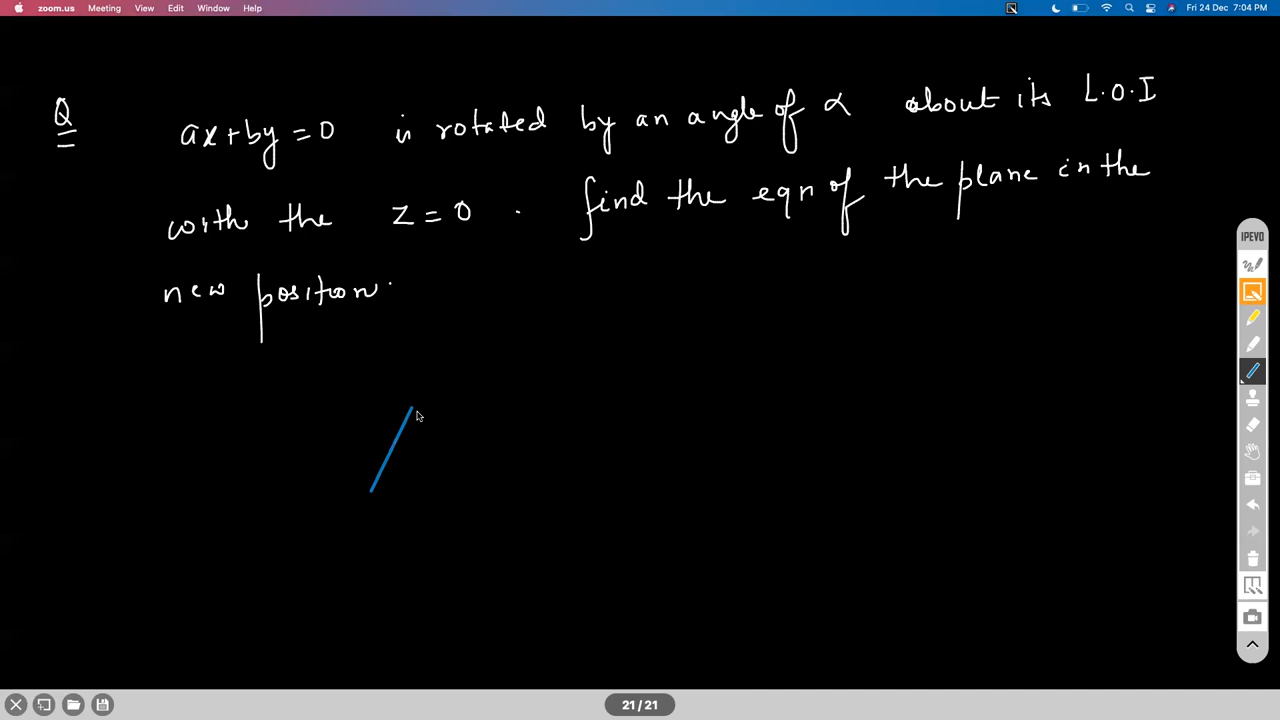 zoom.us Meeting View Edit Window Help Fri 24 Dec 7:04 PM
Q ax+by=0 is rotated by an angle of α about its L.O.I
with the z=0. find the eqn of the plane in the
new position.
IPEVO
21/21